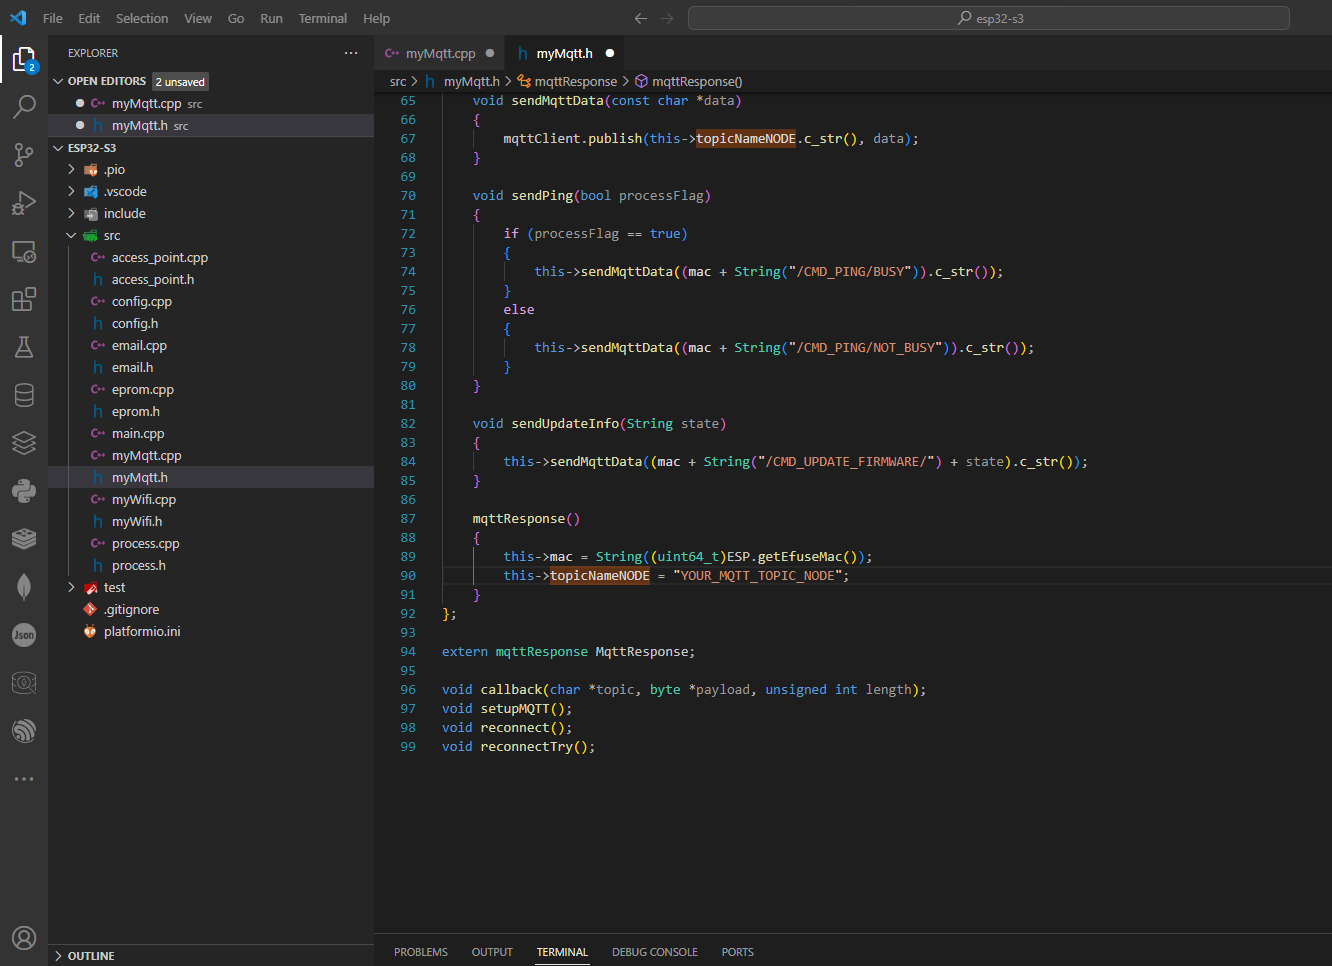 File Edit Selection View Go Run Terminal Help
esp32-s3
EXPLORER
2
OPEN EDITORS 2 unsaved
myMqtt.cpp src
myMqtt.h src
ESP32-S3
.pio
.vscode
include
src
access_point.cpp
access_point.h
config.cpp
config.h
email.cpp
email.h
eprom.cpp
eprom.h
main.cpp
myMqtt.cpp
myMqtt.h
myWifi.cpp
myWifi.h
process.cpp
process.h
test
.gitignore
platformio.ini
Json
OUTLINE
myMqtt.cpp myMqtt.h
src > myMqtt.h > mqttResponse > mqttResponse()
65 void sendMqttData(const char *data)
66 {
67 mqttClient.publish(this->topicNameNODE.c_str(), data);
68 }
69
70 void sendPing(bool processFlag)
71 {
72 if (processFlag == true)
73 {
74 this->sendMqttData((mac + String("/CMD_PING/BUSY")).c_str());
75 }
76 else
77 {
78 this->sendMqttData((mac + String("/CMD_PING/NOT_BUSY")).c_str());
79 }
80 }
81
82 void sendUpdateInfo(String state)
83 {
84 this->sendMqttData((mac + String("/CMD_UPDATE_FIRMWARE/") + state).c_str());
85 }
86
87 mqttResponse()
88 {
89 this->mac = String((uint64_t)ESP.getEfuseMac());
90 this->topicNameNODE = "YOUR_MQTT_TOPIC_NODE";
91 }
92 };
93
94 extern mqttResponse MqttResponse;
95
96 void callback(char *topic, byte *payload, unsigned int length);
97 void setupMQTT();
98 void reconnect();
99 void reconnectTry();
PROBLEMS OUTPUT TERMINAL DEBUG CONSOLE PORTS